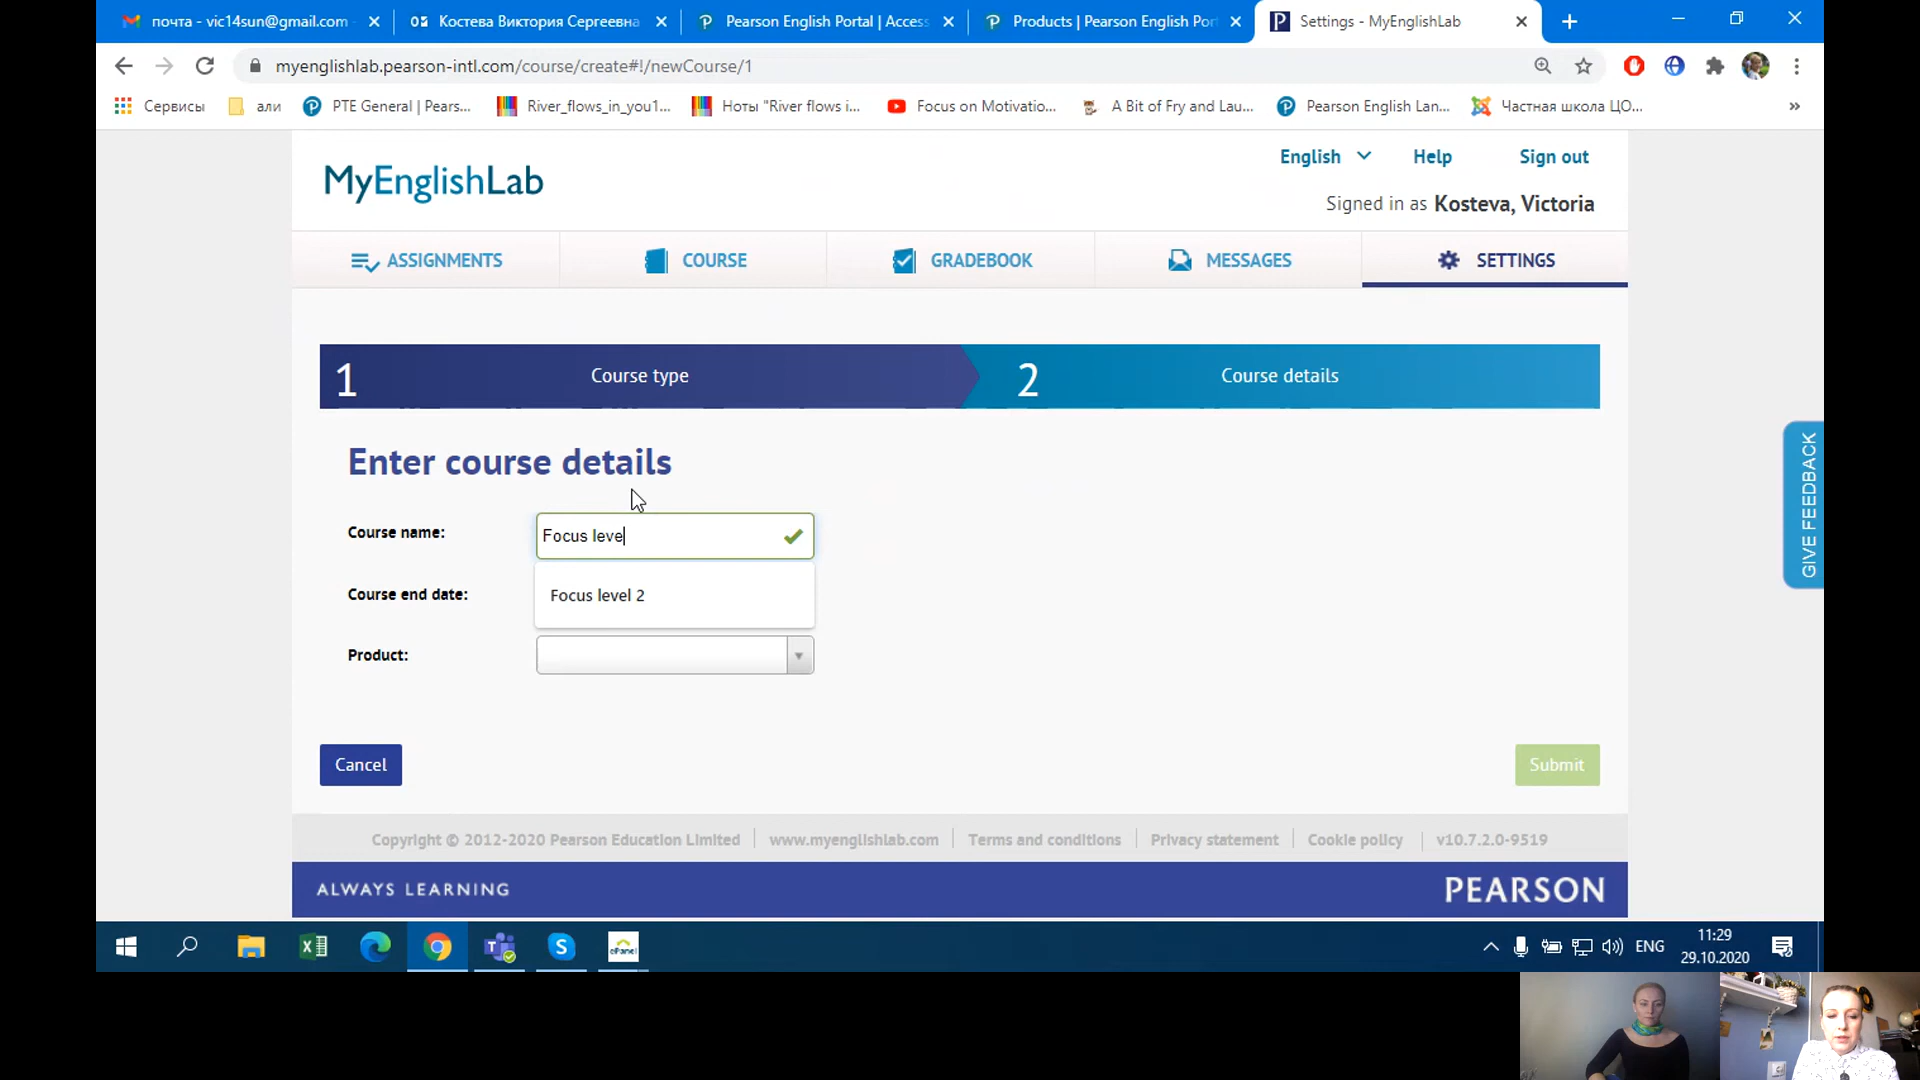 почта - vic14sun@gmail.com -
Костева Виктория Сергеевна
Pearson English Portal | Access
Products | Pearson English Port
Settings - MyEnglishLab
myenglishlab.pearson-intl.com/course/create#!/newCourse/1
Сервисы
али
PTE General | Pears...
River_flows_in_you1...
Ноты "River flows i...
Focus on Motivatio...
A Bit of Fry and Lau...
Pearson English Lan...
Частная школа ЦО...
MyEnglishLab
English
Help
Sign out
Signed in as Kosteva, Victoria
ASSIGNMENTS
COURSE
GRADEBOOK
MESSAGES
SETTINGS
1 Course type
2 Course details
Enter course details
Course name: Focus leve
Focus level 2
Course end date:
Product:
GIVE FEEDBACK
Cancel
Submit
Copyright © 2012-2020 Pearson Education Limited | www.myenglishlab.com | Terms and conditions | Privacy statement | Cookie policy | v10.7.2.0-9519
ALWAYS LEARNING
PEARSON
ePanel
ENG
11:29
29.10.2020